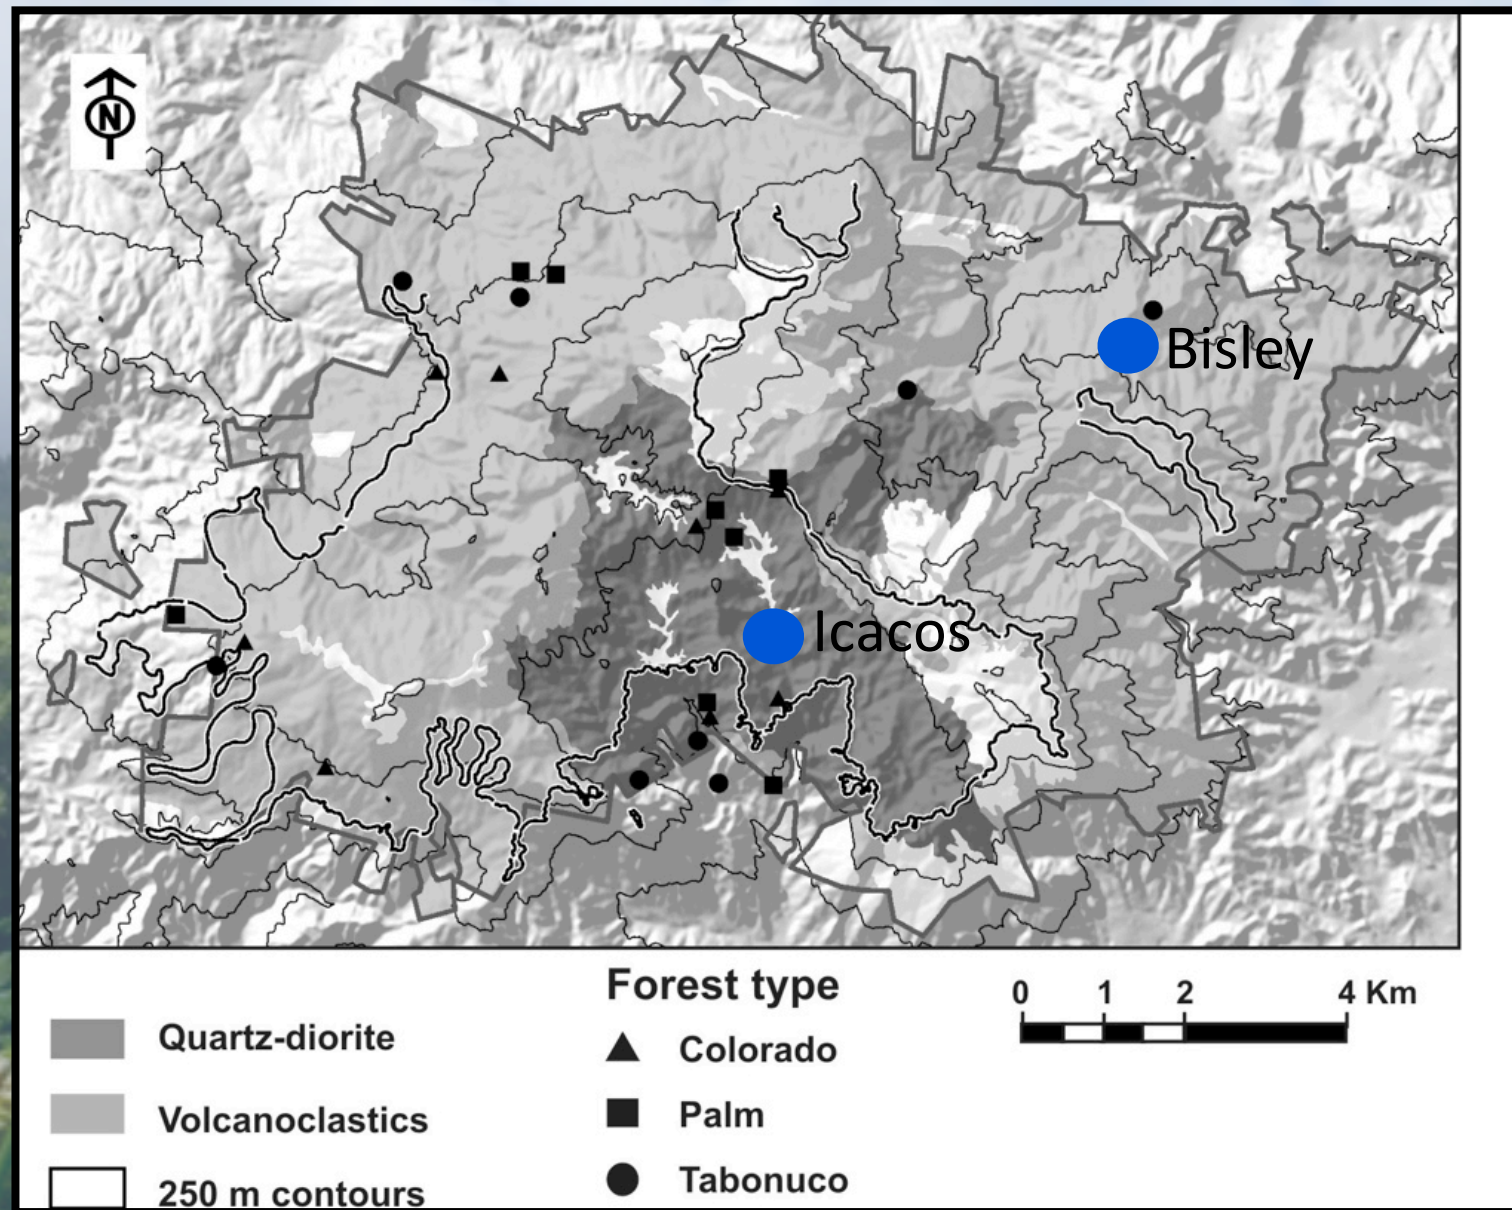 N
Bisley
Icacos
Forest type
0 1 2 4 Km
Quartz-diorite
Colorado
Volcanoclastics
Palm
250 m contours
Tabonuco